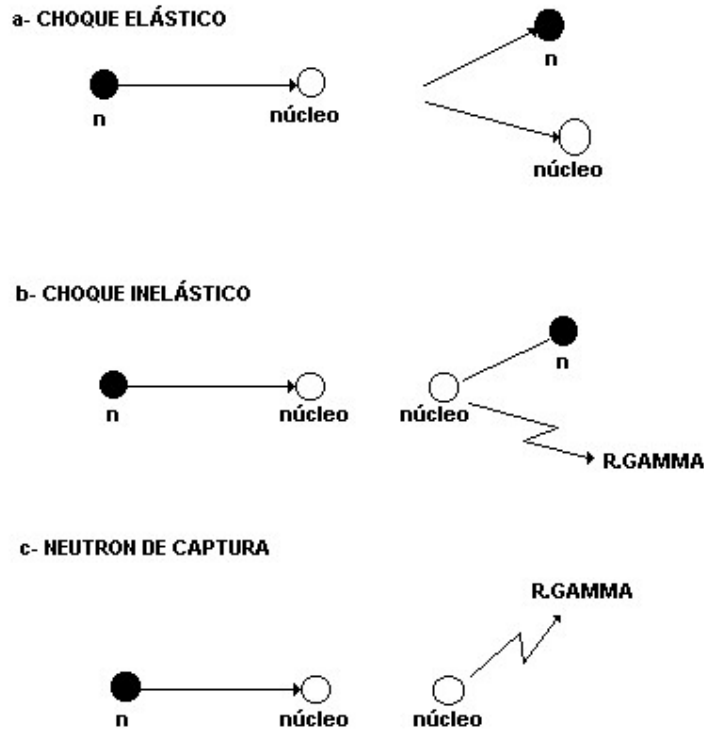 a- CHOQUE ELÁSTICO
n
núcleo
n
núcleo
b- CHOQUE INELÁSTICO
n
núcleo
núcleo
n
R.GAMMA
c- NEUTRON DE CAPTURA
R.GAMMA
n
núcleo
núcleo